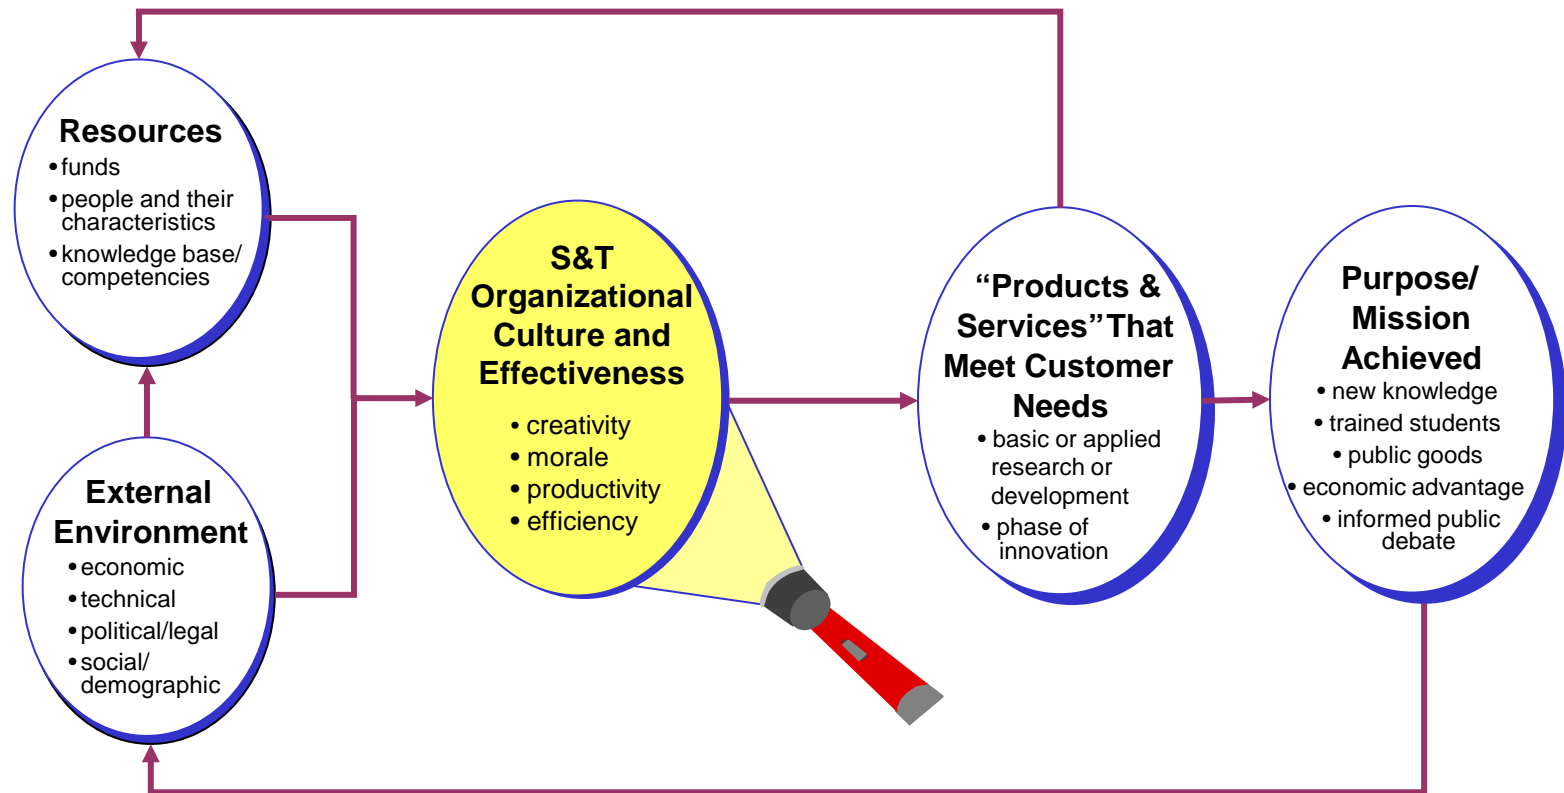 Resources
• funds
• people and their
characteristics
• knowledge base/
competencies
External
Environment
• economic
• technical
• political/legal
• social/
demographic
S&T
Organizational
Culture and
Effectiveness
• creativity
• morale
• productivity
• efficiency
“Products &
Services”That
Meet Customer
Needs
• basic or applied
research or
development
• phase of
innovation
Purpose/
Mission
Achieved
• new knowledge
• trained students
• public goods
• economic advantage
• informed public
debate